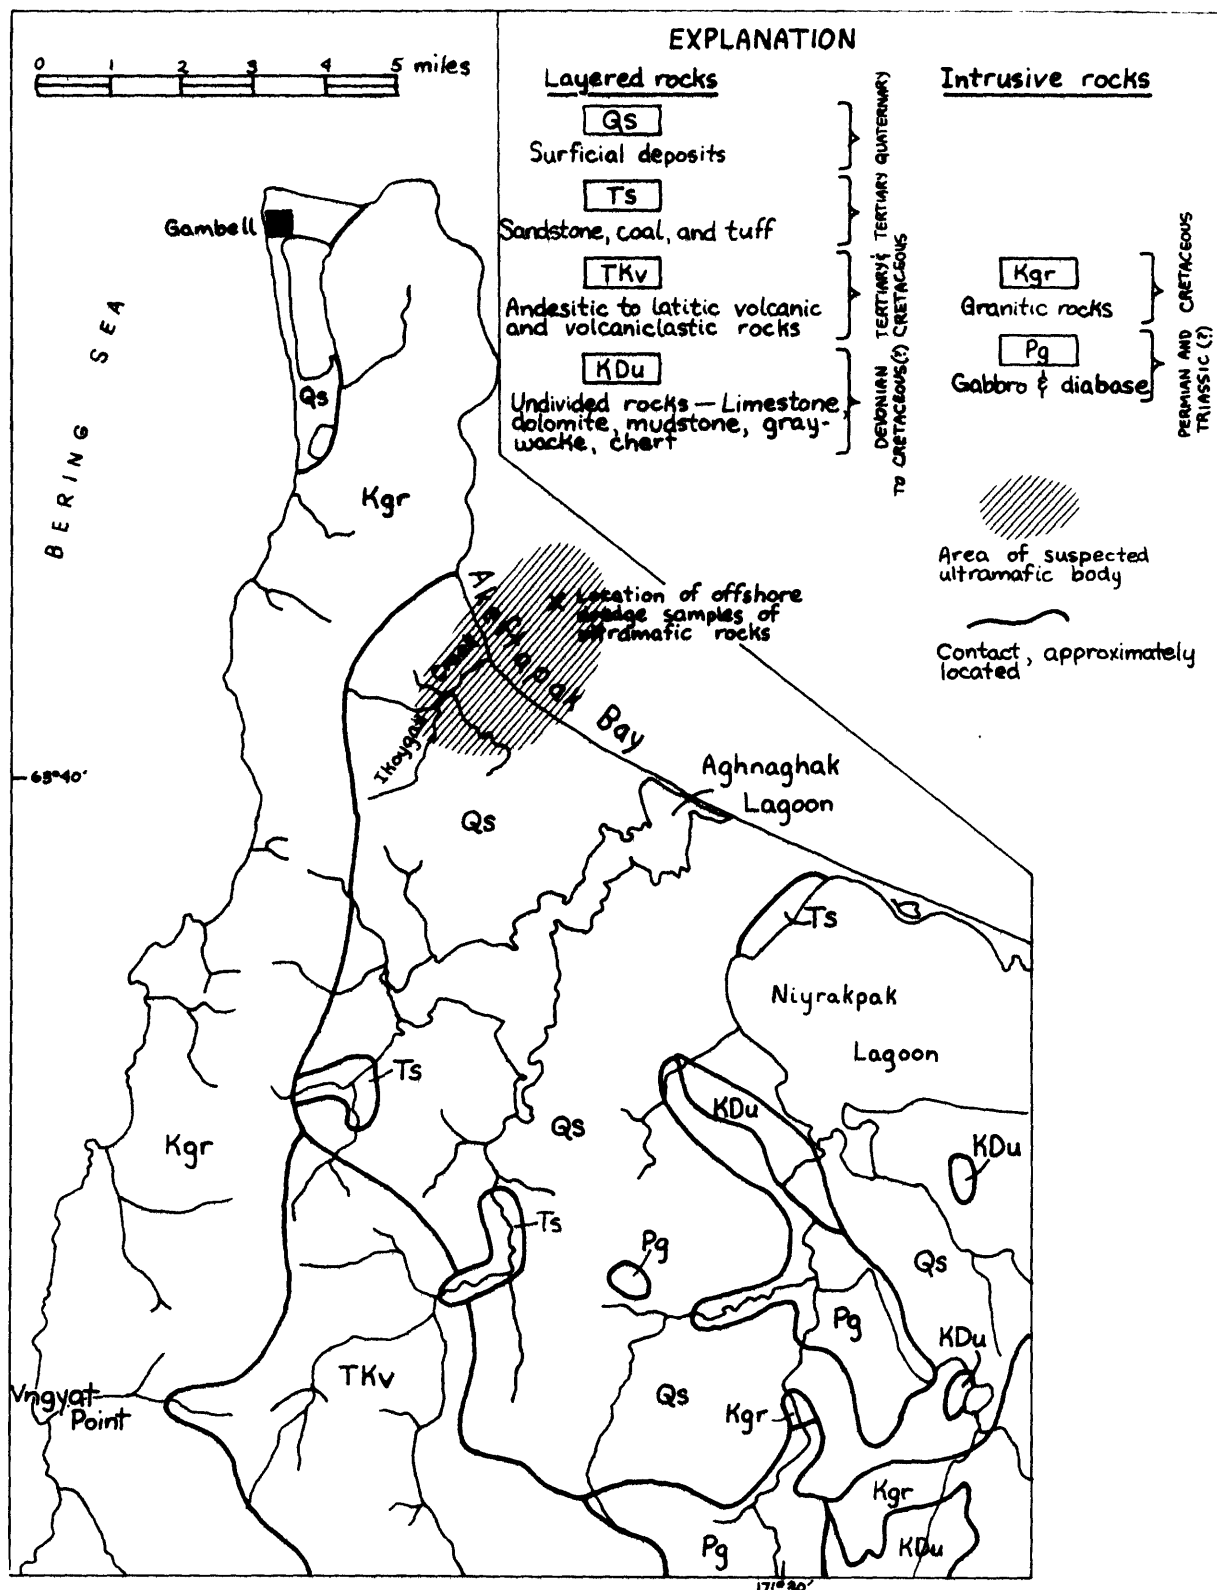 0 1 2 3 4 5 miles
EXPLANATION
Layered rocks
Intrusive rocks
Qs
Surficial deposits
QUATERNARY
Ts
Sandstone, coal, and tuff
TERTIARY
TKv
Andesitic to latitic volcanic
and volcaniclastic rocks
TERTIARY &
CRETACEOUS
KDu
Undivided rocks — Limestone,
dolomite, mudstone, gray-
wacke, chert
DEVONIAN
TO CRETACEOUS(?)
Kgr
Granitic rocks
CRETACEOUS
Pg
Gabbro & diabase
PERMIAN AND
TRIASSIC (?)
Area of suspected
ultramafic body
Contact, approximately
located
Gambell
BERING SEA
Qs
Kgr
Location of offshore
dredge samples of
ultramafic rocks
X
Bay
Creek
63°40'
Aghnaghak
Lagoon
Qs
Ts
Niyrakpak
Lagoon
Ts
KDu
Qs
Kgr
KDu
Ts
Pg
Qs
Pg
KDu
TKv
Qs
Kgr
Vngyat
Point
Kgr
Pg
KDu
171°30'